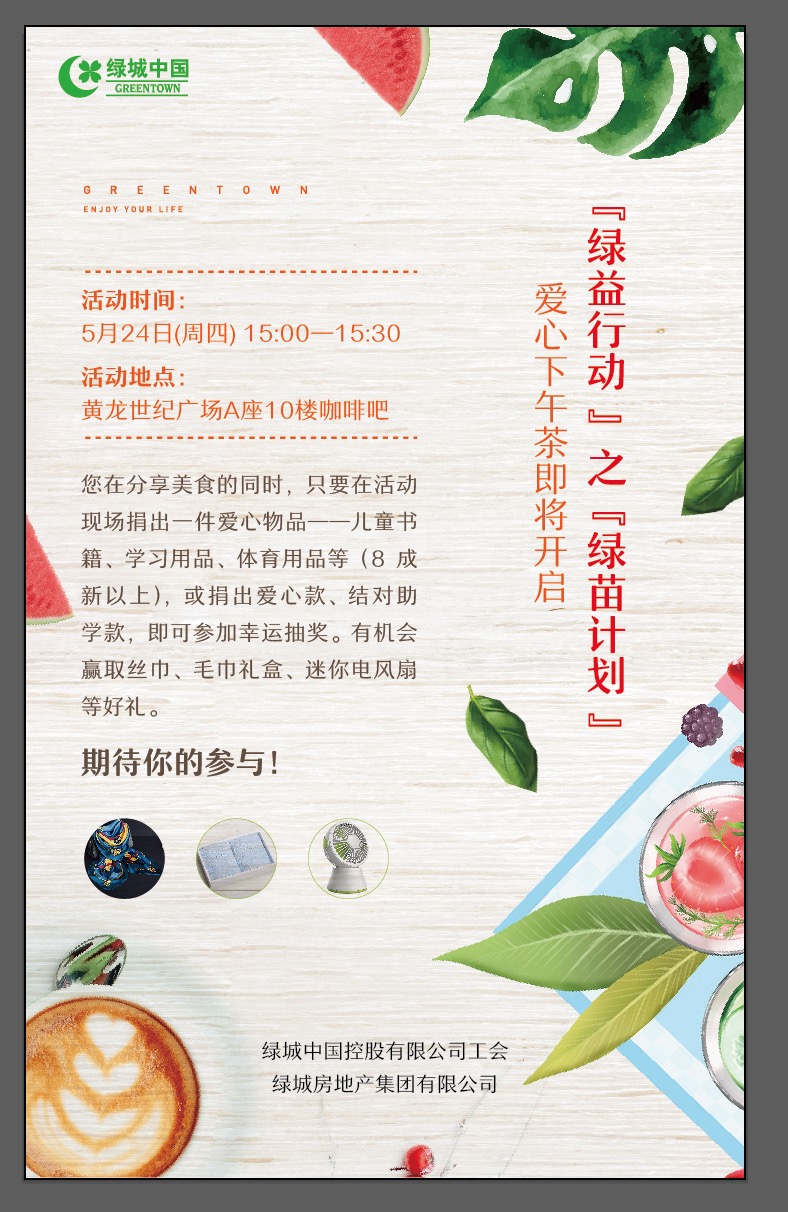 绿城中国
GREENTOWN
GREENTOWN
ENJOY YOUR LIFE
『绿益行动』之『绿苗计划』
爱心下午茶即将开启
活动时间：
5月24日(周四) 15:00—15:30
活动地点：
黄龙世纪广场A座10楼咖啡吧
您在分享美食的同时，只要在活动
现场捐出一件爱心物品——儿童书
籍、学习用品、体育用品等（8 成
新以上），或捐出爱心款、结对助
学款，即可参加幸运抽奖。有机会
赢取丝巾、毛巾礼盒、迷你电风扇
等好礼。
期待你的参与！
绿城中国控股有限公司工会
绿城房地产集团有限公司